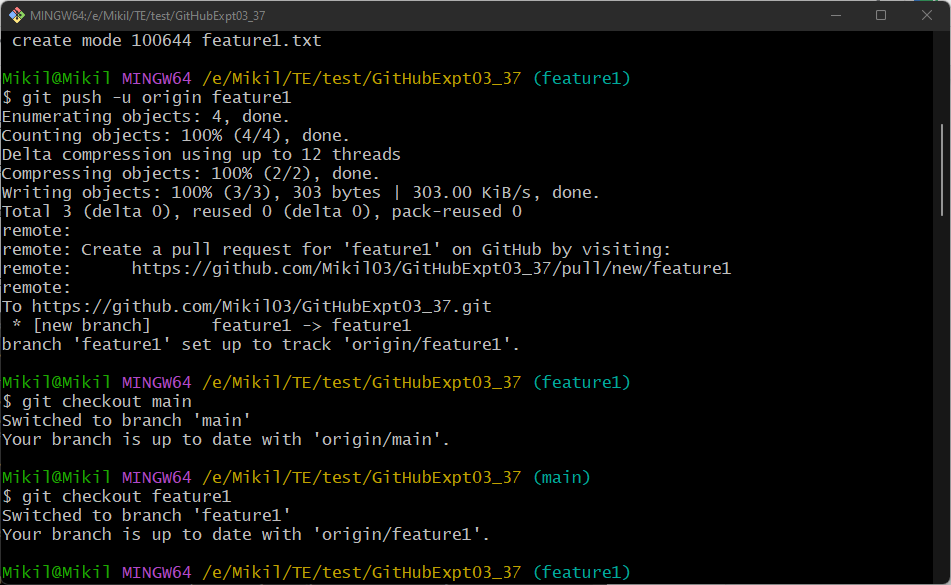 MINGW64:/e/Mikil/TE/test/GitHubExpt03_37
create mode 100644 feature1.txt
Mikil@Mikil MINGW64 /e/Mikil/TE/test/GitHubExpt03_37 (feature1)
$ git push -u origin feature1
Enumerating objects: 4, done.
Counting objects: 100% (4/4), done.
Delta compression using up to 12 threads
Compressing objects: 100% (2/2), done.
Writing objects: 100% (3/3), 303 bytes | 303.00 KiB/s, done.
Total 3 (delta 0), reused 0 (delta 0), pack-reused 0
remote:
remote: Create a pull request for 'feature1' on GitHub by visiting:
remote:      https://github.com/Mikil03/GitHubExpt03_37/pull/new/feature1
remote:
To https://github.com/Mikil03/GitHubExpt03_37.git
 * [new branch]      feature1 -> feature1
branch 'feature1' set up to track 'origin/feature1'.
Mikil@Mikil MINGW64 /e/Mikil/TE/test/GitHubExpt03_37 (feature1)
$ git checkout main
Switched to branch 'main'
Your branch is up to date with 'origin/main'.
Mikil@Mikil MINGW64 /e/Mikil/TE/test/GitHubExpt03_37 (main)
$ git checkout feature1
Switched to branch 'feature1'
Your branch is up to date with 'origin/feature1'.
Mikil@Mikil MINGW64 /e/Mikil/TE/test/GitHubExpt03_37 (feature1)